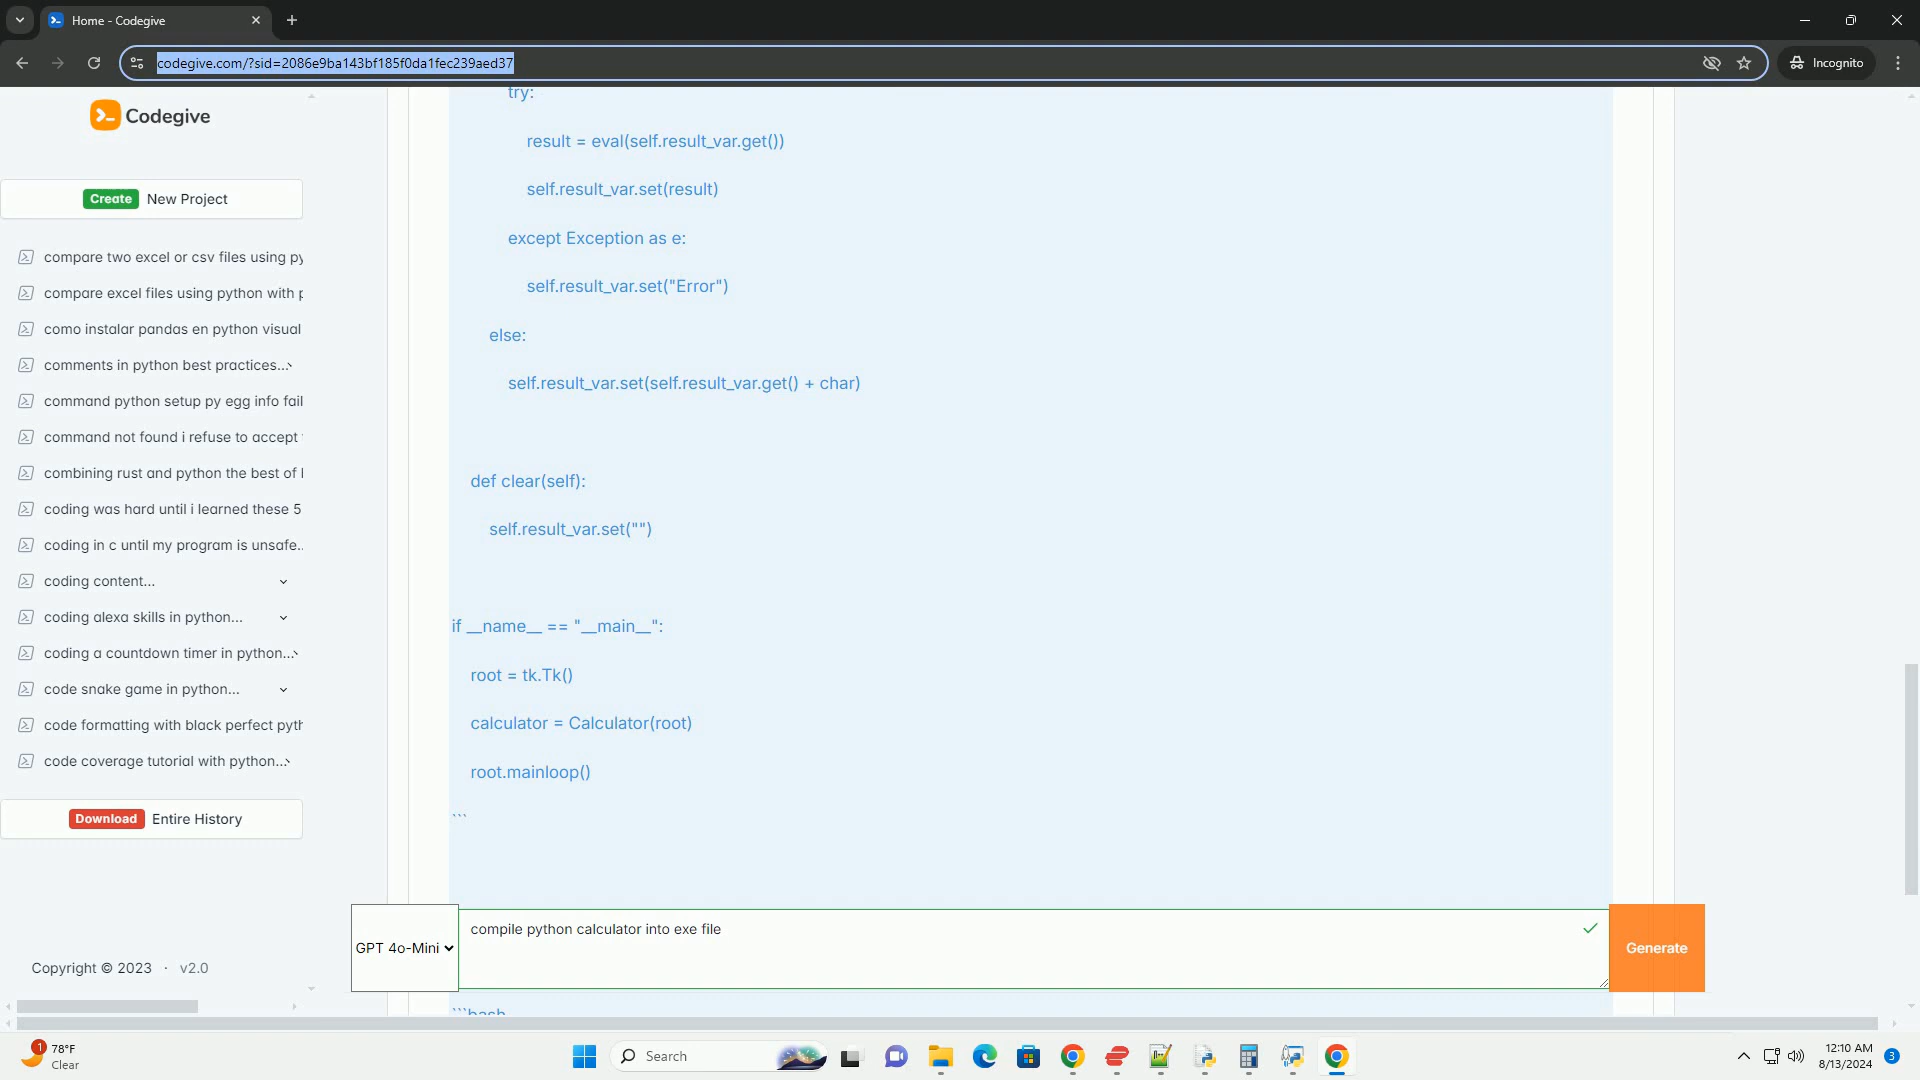 Home - Codegive
codegive.com/?sid=2086e9ba143bf185f0da1fec239aed37
Incognito
Codegive
Create New Project
compare two excel or csv files using py
compare excel files using python with p
como instalar pandas en python visual
comments in python best practices...
command python setup py egg info fail
command not found i refuse to accept
combining rust and python the best of
coding was hard until i learned these 5
coding in c until my program is unsafe..
coding content...
coding alexa skills in python...
coding a countdown timer in python...
code snake game in python...
code formatting with black perfect pyth
code coverage tutorial with python...
Download Entire History
Copyright © 2023 · v2.0
try:
result = eval(self.result_var.get())
self.result_var.set(result)
except Exception as e:
self.result_var.set("Error")
else:
self.result_var.set(self.result_var.get() + char)
def clear(self):
self.result_var.set("")
if __name__ == "__main__":
root = tk.Tk()
calculator = Calculator(root)
root.mainloop()
```
GPT 4o-Mini
compile python calculator into exe file
Generate
```bash
1
78°F
Clear
Search
12:10 AM
8/13/2024
3